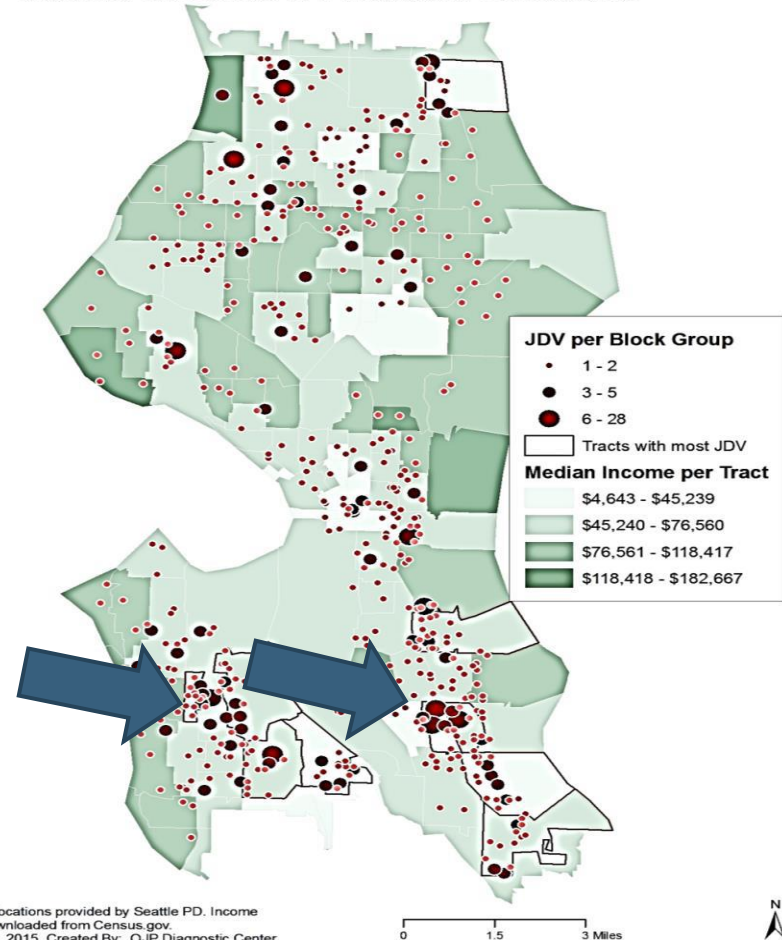 JDV per Block Group
1 - 2
3 - 5
6 - 28
Tracts with most JDV
Median Income per Tract
$4,643 - $45,239
$45,240 - $76,560
$76,561 - $118,417
$118,418 - $182,667
ocations provided by Seattle PD. Income
wnloaded from Census.gov.
2015. Created By: OJP Diagnostic Center
0 1.5 3 Miles
N